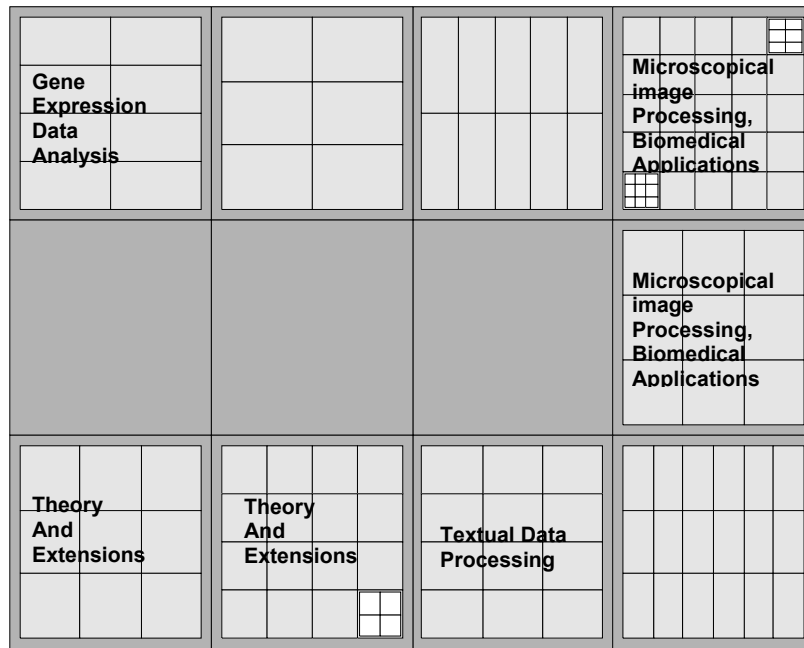 Gene
Expression
Data
Analysis
Microscopical
image
Processing,
Biomedical
Applications
Microscopical
image
Processing,
Biomedical
Applications
Theory
And
Extensions
Theory
And
Extensions
Textual Data
Processing